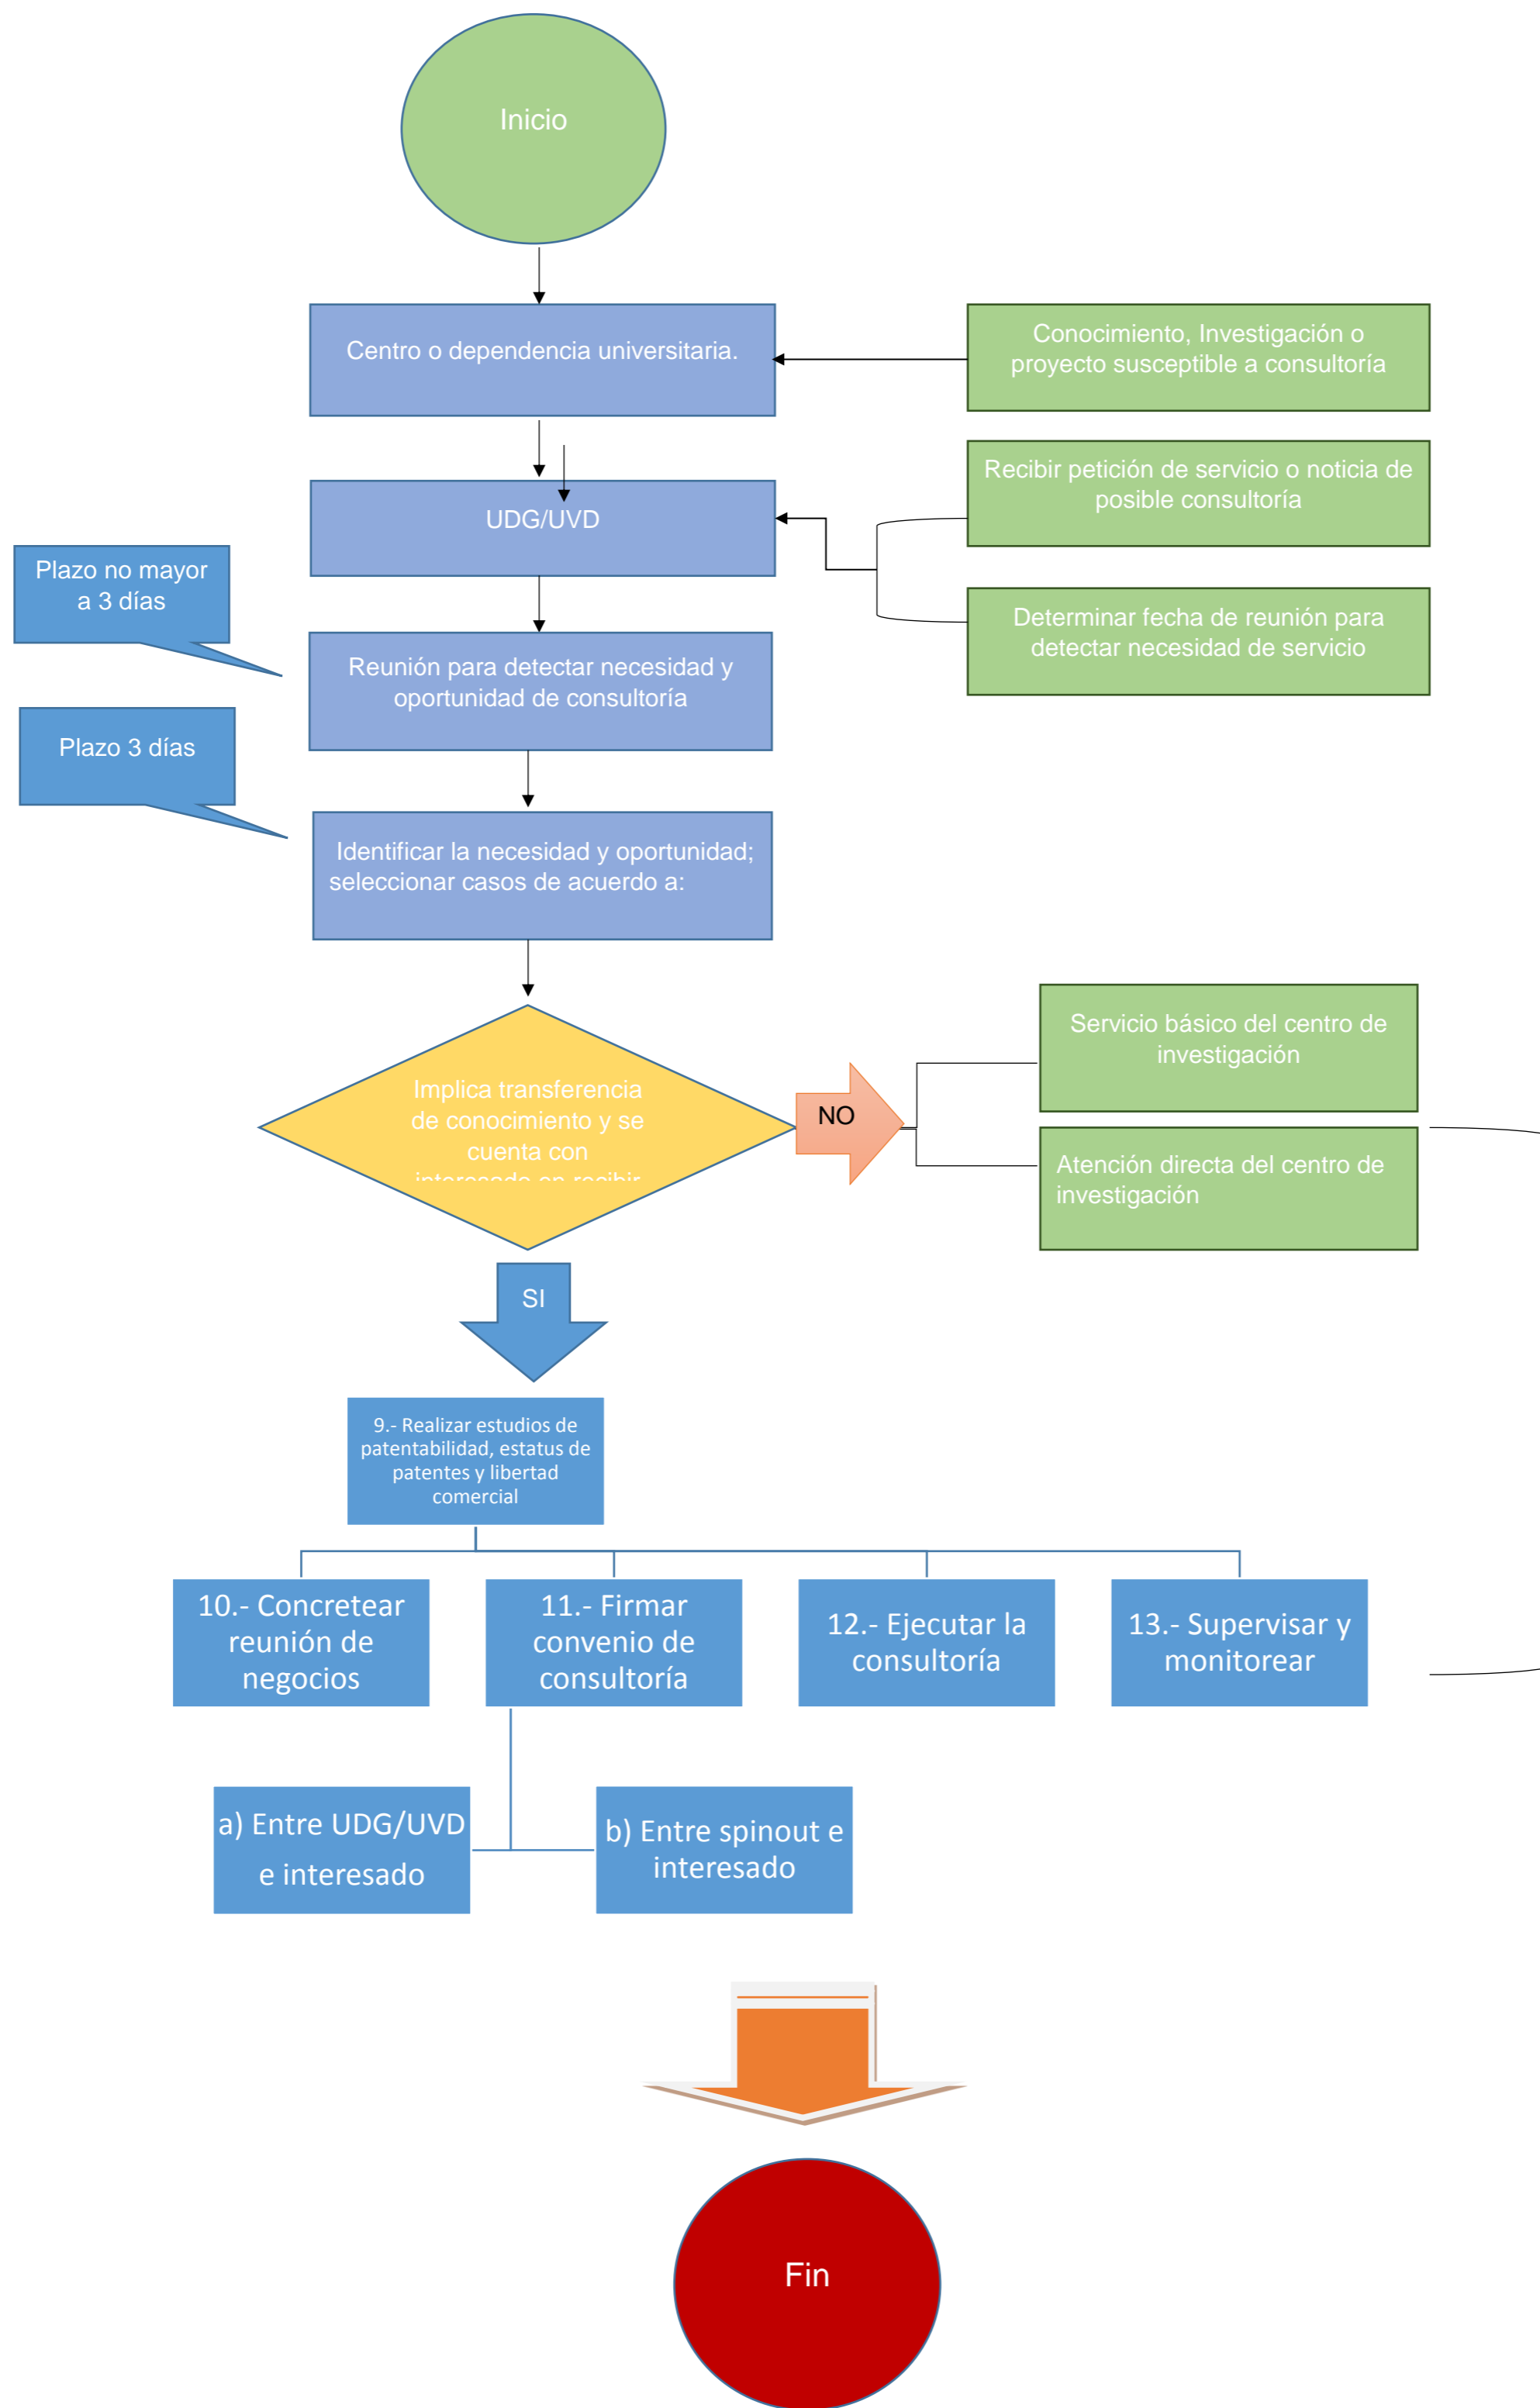 Inicio
Centro o dependencia universitaria.
Conocimiento, Investigación o
proyecto susceptible a consultoría
Recibir petición de servicio o noticia de
posible consultoría
UDG/UVD
Determinar fecha de reunión para
detectar necesidad de servicio
Plazo no mayor
a 3 días
Reunión para detectar necesidad y
oportunidad de consultoría
Plazo 3 días
Identificar la necesidad y oportunidad;
seleccionar casos de acuerdo a:
Implica transferencia
de conocimiento y se
cuenta con
interesado en recibir
NO
Servicio básico del centro de
investigación
Atención directa del centro de
investigación
SI
9.- Realizar estudios de
patentabilidad, estatus de
patentes y libertad
comercial
10.- Concretear
reunión de
negocios
11.- Firmar
convenio de
consultoría
12.- Ejecutar la
consultoría
13.- Supervisar y
monitorear
a) Entre UDG/UVD
e interesado
b) Entre spinout e
interesado
Fin